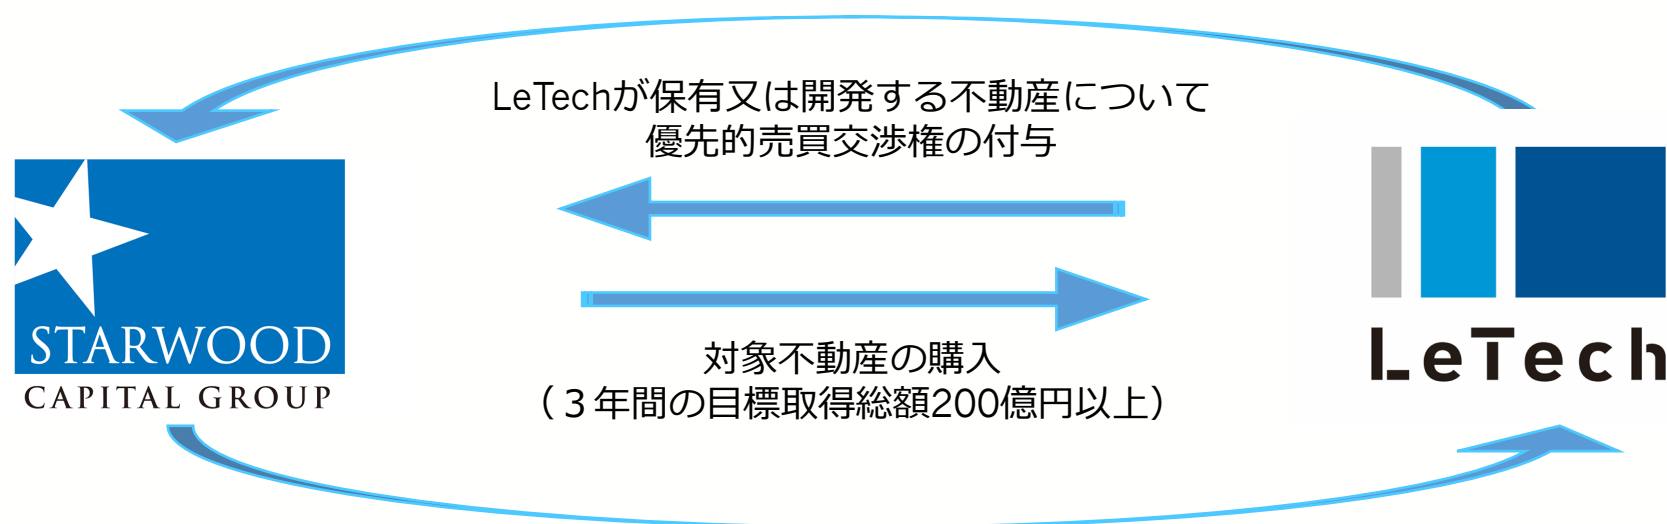 LeTechが保有又は開発する不動産について
優先的売買交渉権の付与
STARWOOD
CAPITAL GROUP
LeTech
対象不動産の購入
（３年間の目標取得総額200億円以上）